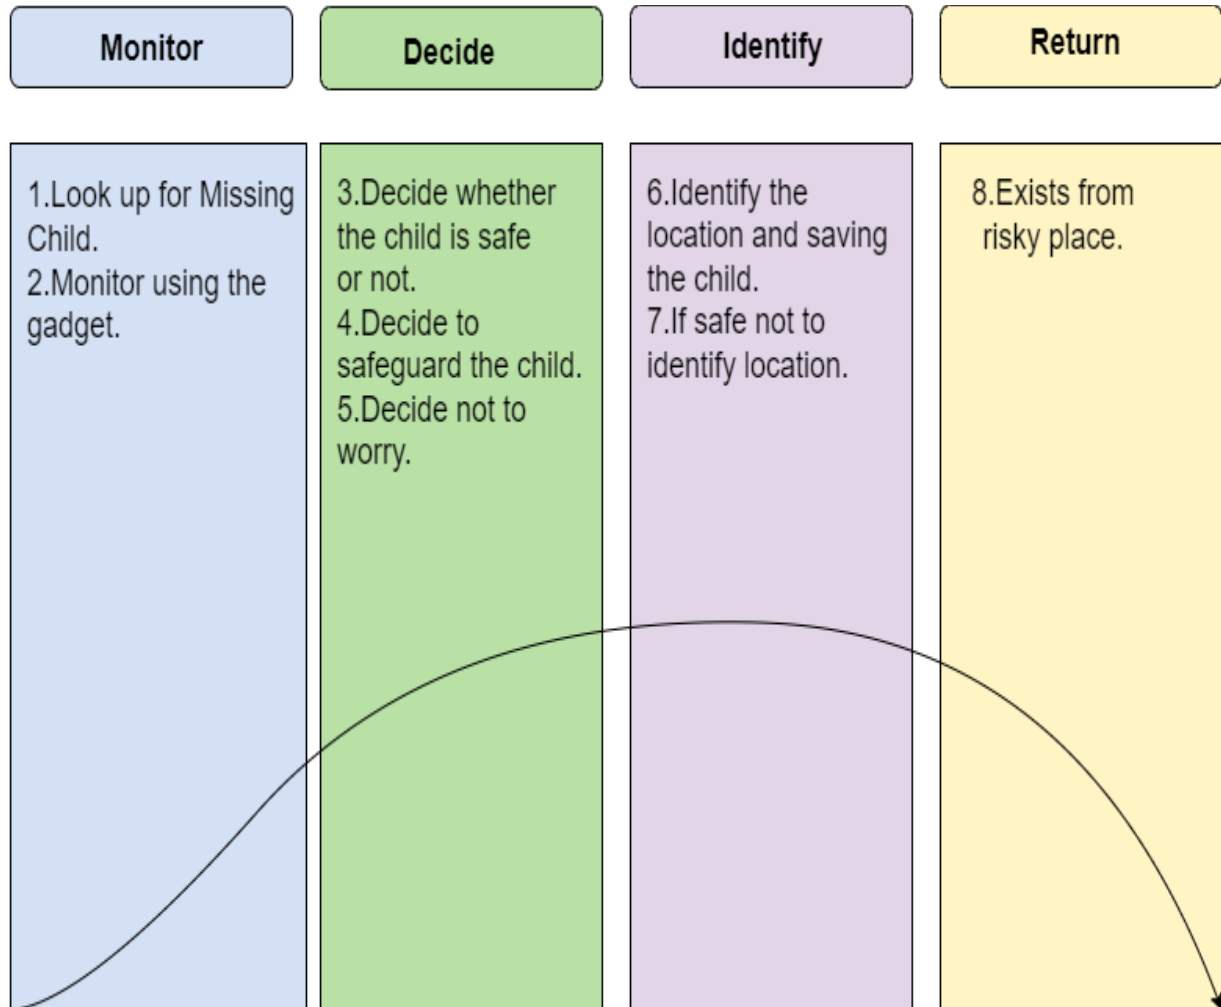 Monitor
Decide
Identify
Return
1.Look up for Missing
Child.
2.Monitor using the
gadget.
3.Decide whether
the child is safe
or not.
4.Decide to
safeguard the child.
5.Decide not to
worry.
6.Identify the
location and saving
the child.
7.If safe not to
identify location.
8.Exists from
risky place.